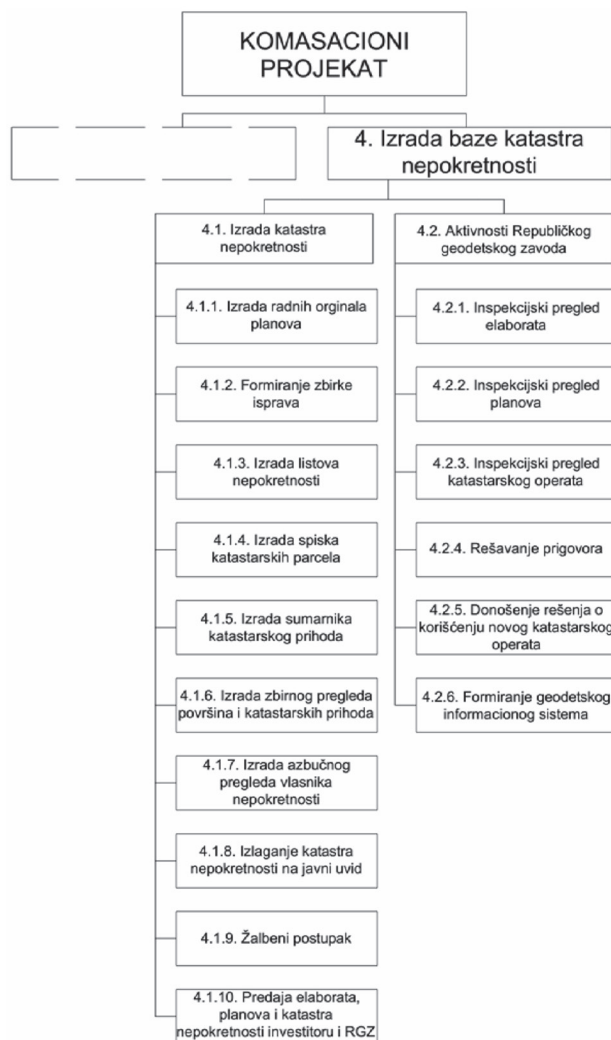 KOMASACIONI
PROJEKAT
4. Izrada baze katastra
nepokretnosti
4.1. Izrada katastra
nepokretnosti
4.1.1. Izrada radnih orginala
planova
4.1.2. Formiranje zbirke
isprava
4.1.3. Izrada listova
nepokretnosti
4.1.4. Izrada spiska
katastarskih parcela
4.1.5. Izrada sumarnika
katastarskog prihoda
4.1.6. Izrada zbirnog pregleda
površina i katastarskih prihoda
4.1.7. Izrada azbučnog
pregleda vlasnika
nepokretnosti
4.1.8. Izlaganje katastra
nepokretnosti na javni uvid
4.1.9. Žalbeni postupak
4.1.10. Predaja elaborata,
planova i katastra
nepokretnosti investitoru i RGZ
4.2. Aktivnosti Republičkog
geodetskog zavoda
4.2.1. Inspekcijski pregled
elaborata
4.2.2. Inspekcijski pregled
planova
4.2.3. Inspekcijski pregled
katastarskog operata
4.2.4. Rešavanje prigovora
4.2.5. Donošenje rešenja o
korišćenju novog katastarskog
operata
4.2.6. Formiranje geodetskog
informacionog sistema